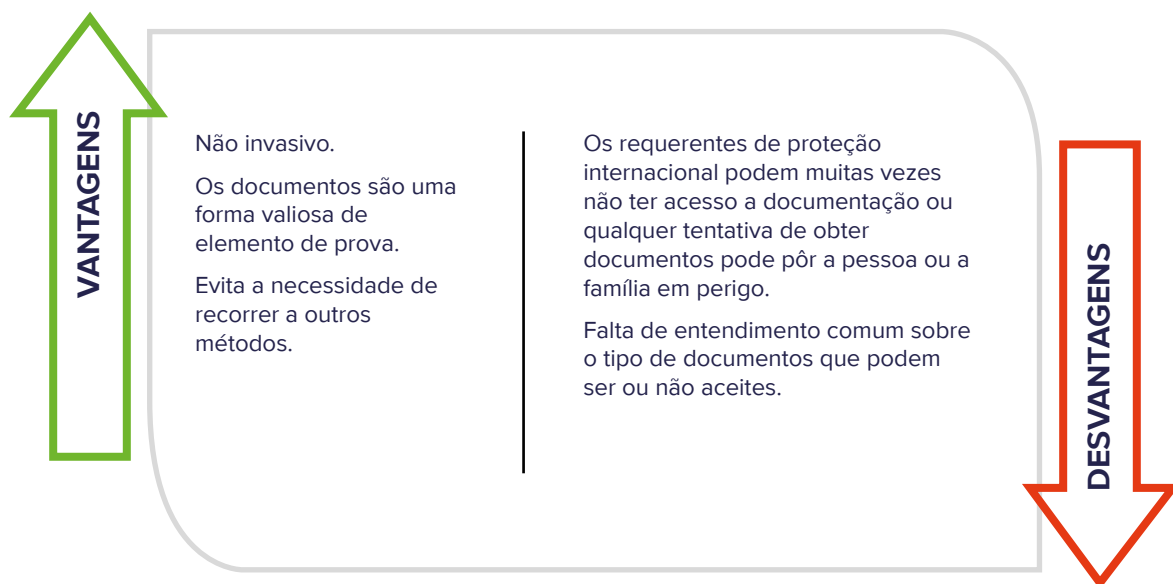 VANTAGENS
Não invasivo.
Os documentos são uma
forma valiosa de
elemento de prova.
Evita a necessidade de
recorrer a outros
métodos.
Os requerentes de proteção
internacional podem muitas vezes
não ter acesso a documentação ou
qualquer tentativa de obter
documentos pode pôr a pessoa ou a
família em perigo.
Falta de entendimento comum sobre
o tipo de documentos que podem
ser ou não aceites.
DESVANTAGENS